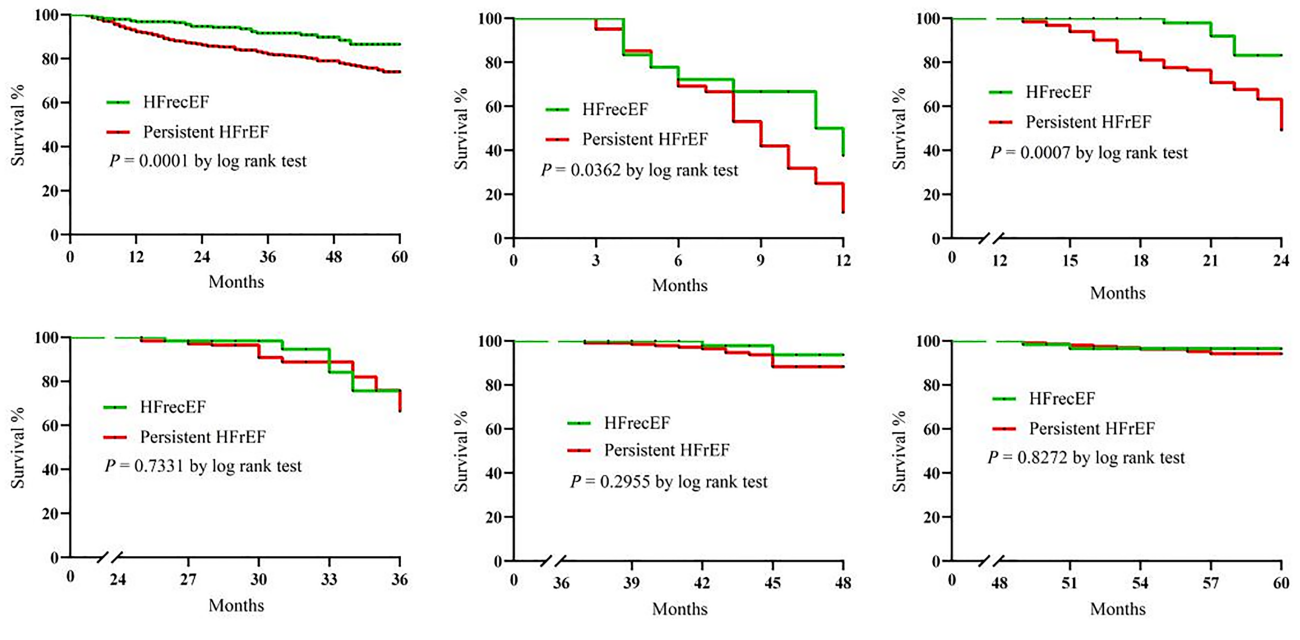 100
80
60
40
20
0
Survival %
HFrecEF
Persistent HFrEF
P = 0.0001 by log rank test
0 12 24 36 48 60
Months
100
80
60
40
20
0
Survival %
HFrecEF
Persistent HFrEF
P = 0.0362 by log rank test
0 3 6 9 12
Months
100
80
60
40
20
0
Survival %
HFrecEF
Persistent HFrEF
P = 0.0007 by log rank test
0 12 15 18 21 24
Months
100
80
60
40
20
0
Survival %
HFrecEF
Persistent HFrEF
P = 0.7331 by log rank test
0 24 27 30 33 36
Months
100
80
60
40
20
0
Survival %
HFrecEF
Persistent HFrEF
P = 0.2955 by log rank test
0 36 39 42 45 48
Months
100
80
60
40
20
0
Survival %
HFrecEF
Persistent HFrEF
P = 0.8272 by log rank test
0 48 51 54 57 60
Months